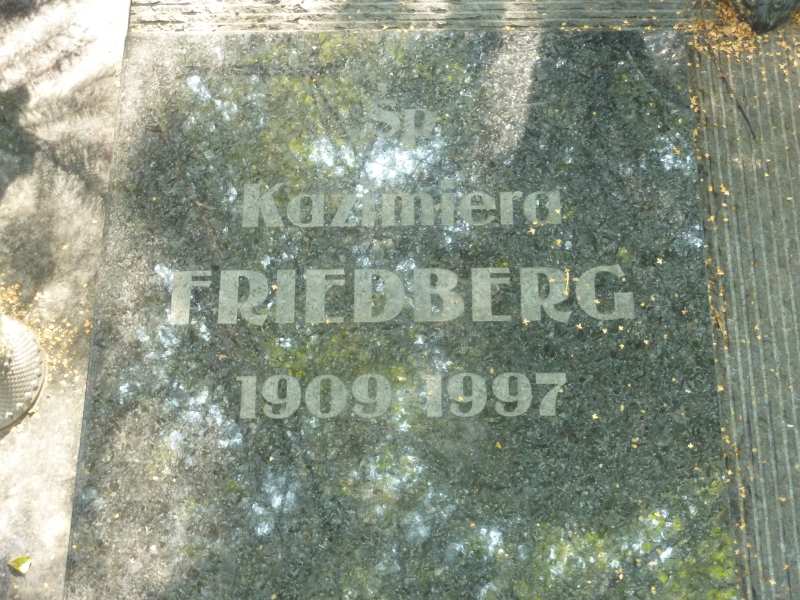 Śp
Kazimiera
FRIEDBERG
1909-1997